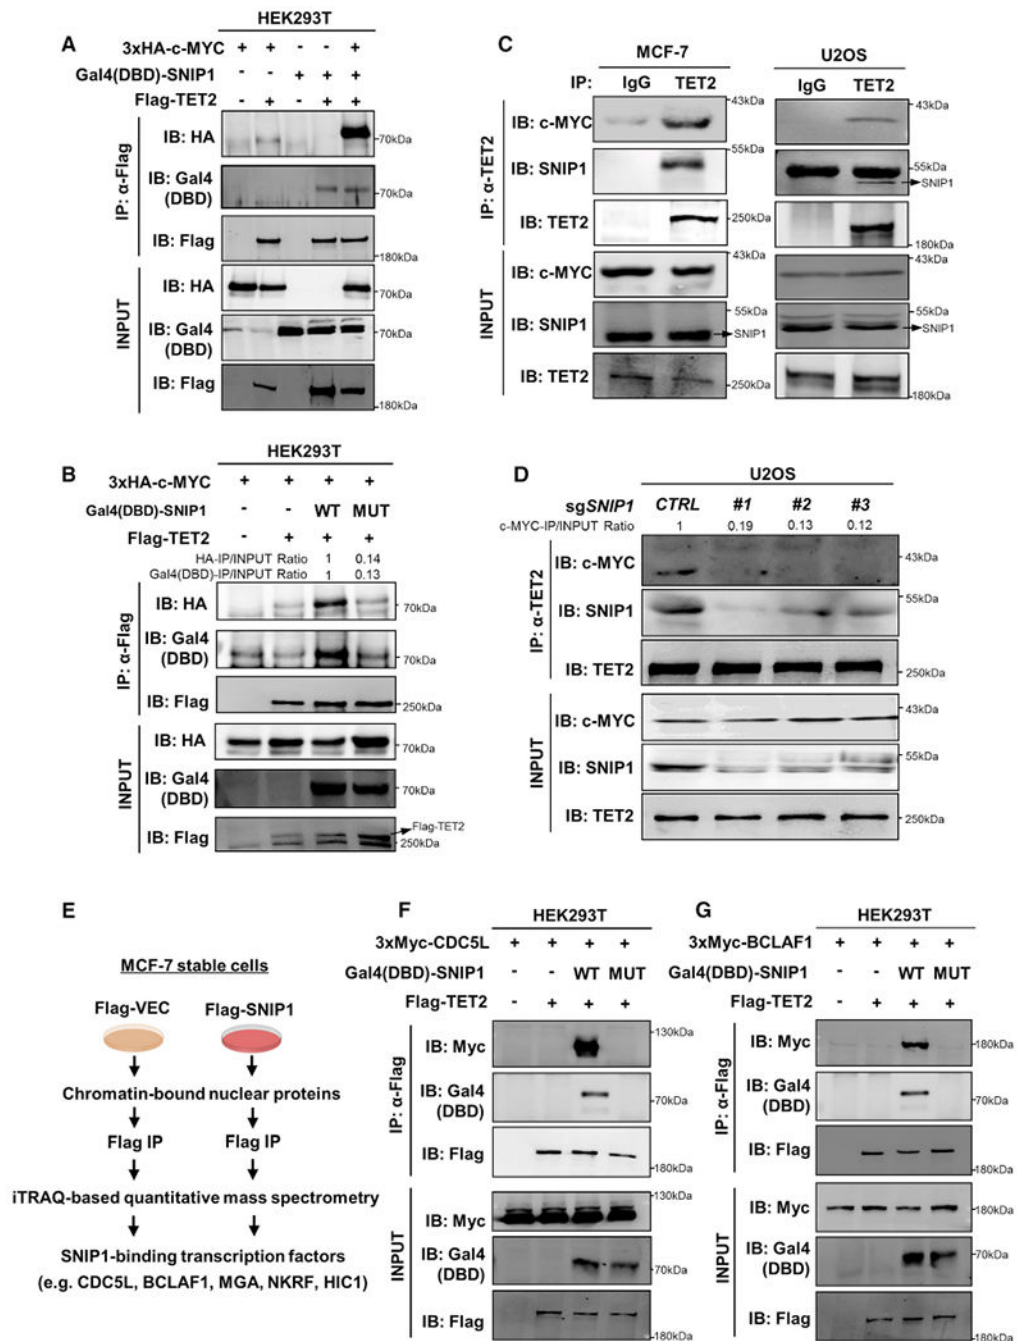 A
HEK293T
3xHA-c-MYC + + - - +
Gal4(DBD)-SNIP1 - - + + +
Flag-TET2 - + - + +
IP: α-Flag
IB: HA
70kDa
IB: Gal4
(DBD)
70kDa
IB: Flag
180kDa
INPUT
IB: HA
70kDa
IB: Gal4
(DBD)
70kDa
IB: Flag
180kDa
B
HEK293T
3xHA-c-MYC + + + +
Gal4(DBD)-SNIP1 - - WT MUT
Flag-TET2 - + + +
HA-IP/INPUT Ratio 1 0.14
Gal4(DBD)-IP/INPUT Ratio 1 0.13
IP: α-Flag
IB: HA
70kDa
IB: Gal4
(DBD)
70kDa
IB: Flag
250kDa
INPUT
IB: HA
70kDa
IB: Gal4
(DBD)
70kDa
IB: Flag
Flag-TET2
250kDa
C
MCF-7 U2OS
IP: IgG TET2 IgG TET2
IP: α-TET2
43kDa 43kDa
IB: c-MYC
55kDa
IB: SNIP1
55kDa
SNIP1
IB: TET2
250kDa
180kDa
INPUT
43kDa 43kDa
IB: c-MYC
55kDa 55kDa
IB: SNIP1
SNIP1 SNIP1
IB: TET2
250kDa
180kDa
D
U2OS
sgSNIP1 CTRL #1 #2 #3
c-MYC-IP/INPUT Ratio 1 0.19 0.13 0.12
IP: α-TET2
IB: c-MYC
43kDa
IB: SNIP1
55kDa
IB: TET2
250kDa
INPUT
IB: c-MYC
43kDa
IB: SNIP1
55kDa
IB: TET2
250kDa
E
MCF-7 stable cells
Flag-VEC Flag-SNIP1
Chromatin-bound nuclear proteins
Flag IP Flag IP
iTRAQ-based quantitative mass spectrometry
SNIP1-binding transcription factors
(e.g. CDC5L, BCLAF1, MGA, NKRF, HIC1)
F
HEK293T
3xMyc-CDC5L + + + +
Gal4(DBD)-SNIP1 - - WT MUT
Flag-TET2 - + + +
IP: α-Flag
130kDa
IB: Myc
IB: Gal4
(DBD)
70kDa
IB: Flag
180kDa
INPUT
130kDa
IB: Myc
IB: Gal4
(DBD)
70kDa
IB: Flag
180kDa
G
HEK293T
3xMyc-BCLAF1 + + + +
Gal4(DBD)-SNIP1 - - WT MUT
Flag-TET2 - + + +
IP: α-Flag
IB: Myc
180kDa
IB: Gal4
(DBD)
70kDa
IB: Flag
180kDa
INPUT
IB: Myc
180kDa
IB: Gal4
(DBD)
70kDa
IB: Flag
180kDa